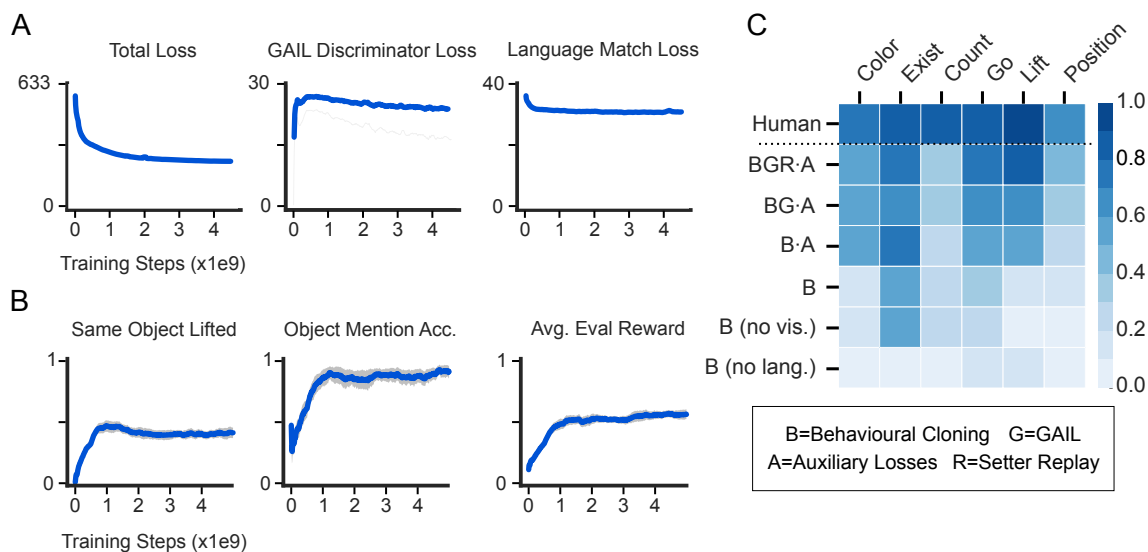 A
Total Loss
GAIL Discriminator Loss
Language Match Loss
633
0
0 1 2 3 4
30
0
0 1 2 3 4
40
0
0 1 2 3 4
Training Steps (x1e9)
B
Same Object Lifted
Object Mention Acc.
Avg. Eval Reward
1
0
0 1 2 3 4
1
0
0 1 2 3 4
1
0
0 1 2 3 4
Training Steps (x1e9)
C
Color
Exist
Count
Go
Lift
Position
Human
BGR·A
BG·A
B·A
B
B (no vis.)
B (no lang.)
1.0
0.8
0.6
0.4
0.2
0.0
B=Behavioural Cloning G=GAIL
A=Auxiliary Losses R=Setter Replay